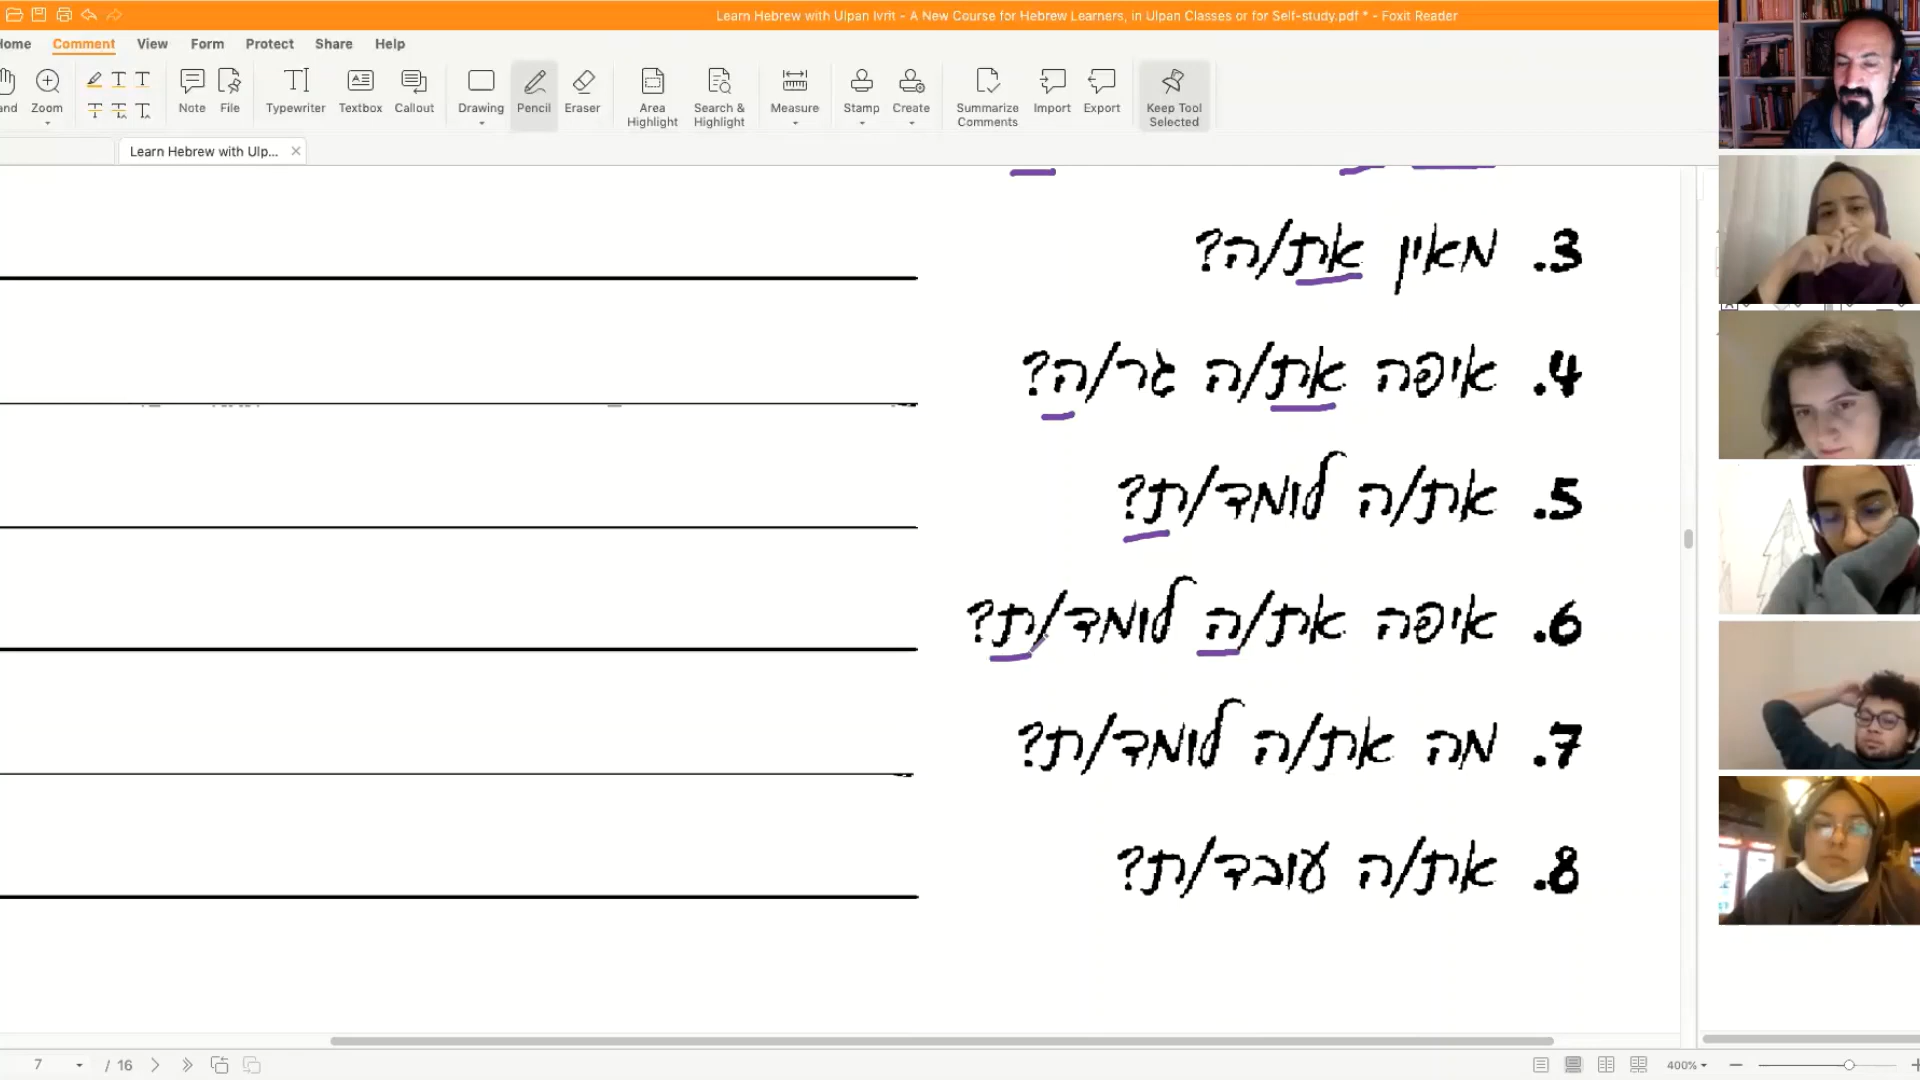 Learn Hebrew with Ulpan Ivrit - A New Course for Hebrew Learners, in Ulpan Classes or for Self-study.pdf * - Foxit Reader
Home Comment View Form Protect Share Help
Zoom Note File Typewriter Textbox Callout Drawing Pencil Eraser Area Highlight Search & Highlight Measure Stamp Create Summarize Comments Import Export Keep Tool Selected
Learn Hebrew with Ulp...
3. מאין את/ה?
4. איפה את/ה גר/ה?
5. את/ה לומד/ת?
6. איפה את/ה לומד/ת?
7. מה את/ה לומד/ת?
8. את/ה עובד/ת?
7 / 16 400%